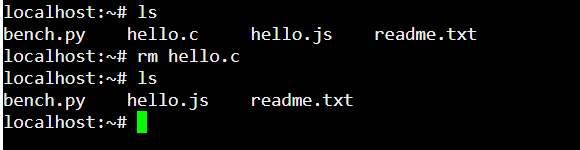 localhost:~# ls
bench.py    hello.c     hello.js    readme.txt
localhost:~# rm hello.c
localhost:~# ls
bench.py    hello.js    readme.txt
localhost:~#